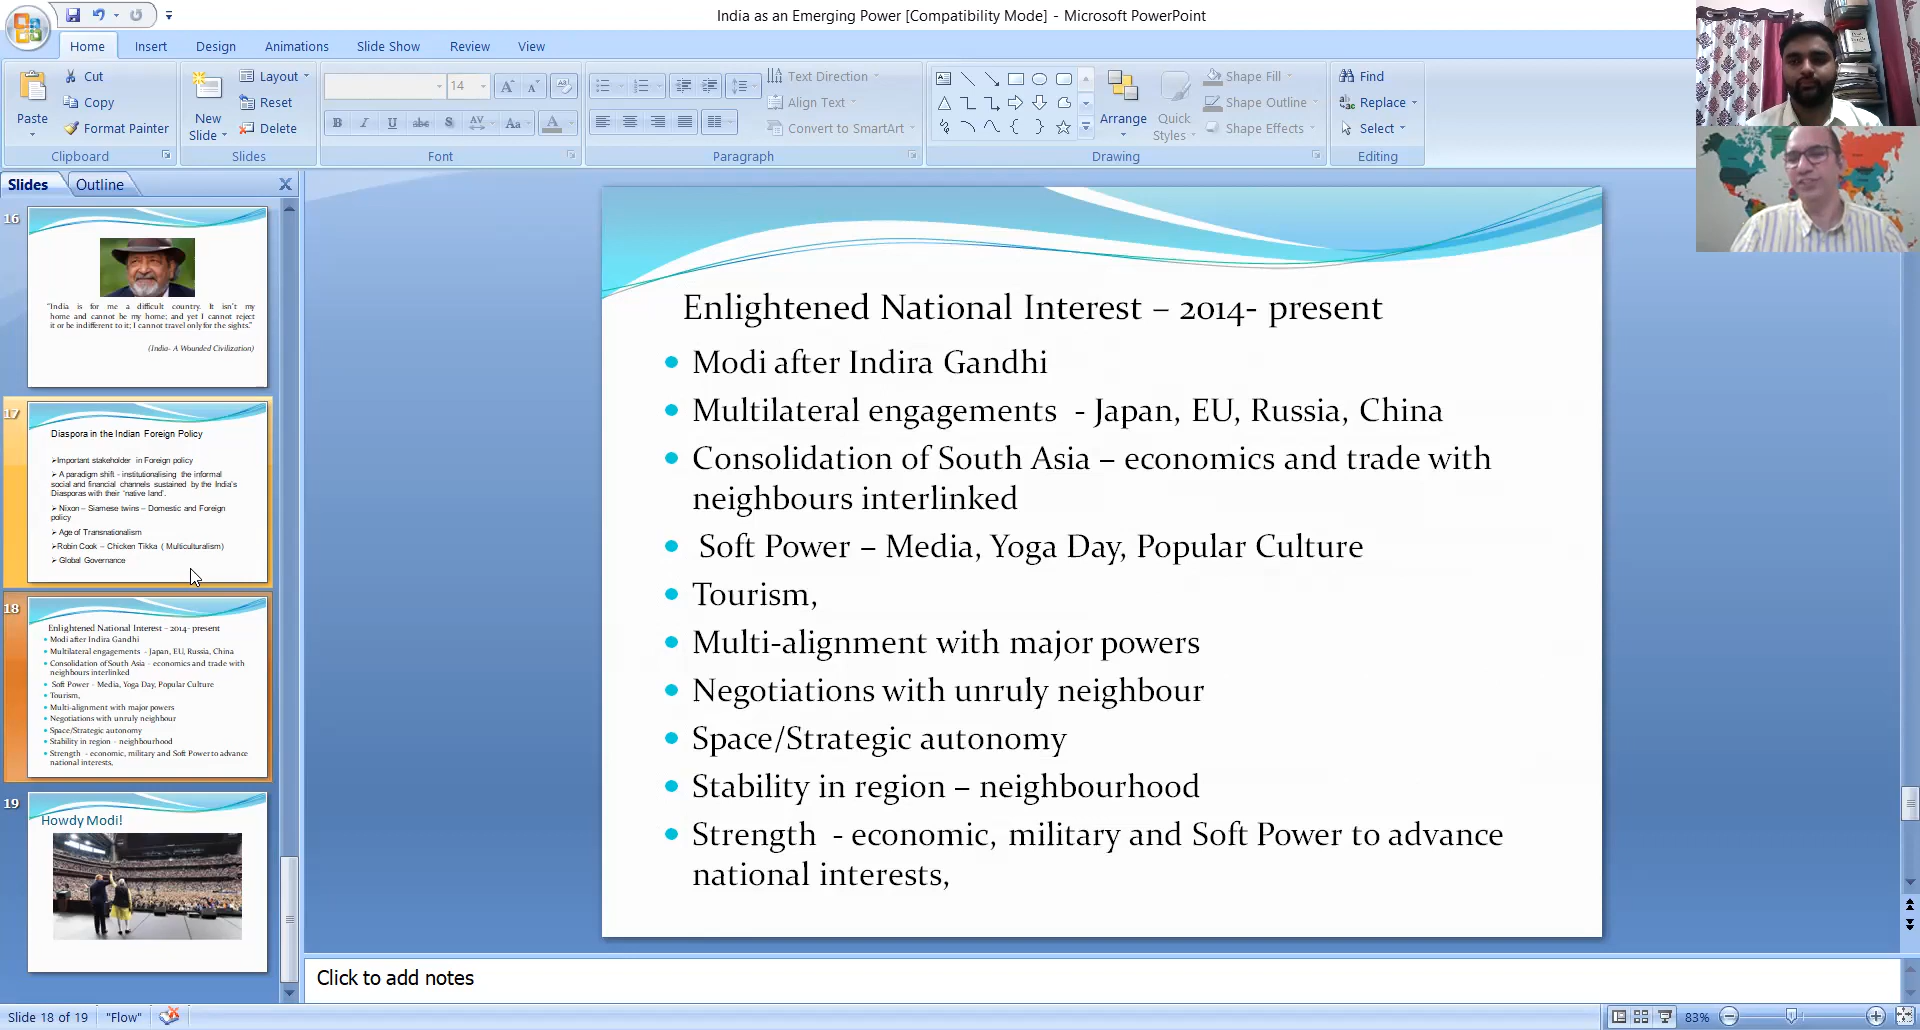 India as an Emerging Power [Compatibility Mode] - Microsoft PowerPoint
Home
Insert
Design
Animations
Slide Show
Review
View
Paste
Cut
Copy
Format Painter
Clipboard
New
Slide
Layout
Reset
Delete
Slides
14
B
I
U
abc
S
AV
Aa
A
Font
Text Direction
Align Text
Convert to SmartArt
Paragraph
Arrange
Quick
Styles
Shape Fill
Shape Outline
Shape Effects
Drawing
Find
Replace
Select
Editing
Slides
Outline
16
"India is for me a difficult country. It isn't my
home and cannot be my home; and yet I cannot reject
it or be indifferent to it; I cannot travel only for the sights."
(India- A Wounded Civilization)
17
Diaspora in the Indian Foreign Policy
➢Important stakeholder in Foreign policy
➢ A paradigm shift - institutionalising the informal
social and financial channels sustained by the India's
Diasporas with their 'native land'.
➢ Nixon – Siamese twins – Domestic and Foreign
policy
➢ Age of Transnationalism
➢Robin Cook – Chicken Tikka ( Multiculturalism)
➢ Global Governance
18
Enlightened National Interest – 2014- present
• Modi after Indira Gandhi
• Multilateral engagements - Japan, EU, Russia, China
• Consolidation of South Asia – economics and trade with
neighbours interlinked
• Soft Power – Media, Yoga Day, Popular Culture
• Tourism,
• Multi-alignment with major powers
• Negotiations with unruly neighbour
• Space/Strategic autonomy
• Stability in region – neighbourhood
• Strength - economic, military and Soft Power to advance
national interests,
19
Howdy Modi!
Enlightened National Interest – 2014- present
• Modi after Indira Gandhi
• Multilateral engagements - Japan, EU, Russia, China
• Consolidation of South Asia – economics and trade with
neighbours interlinked
• Soft Power – Media, Yoga Day, Popular Culture
• Tourism,
• Multi-alignment with major powers
• Negotiations with unruly neighbour
• Space/Strategic autonomy
• Stability in region – neighbourhood
• Strength - economic, military and Soft Power to advance
national interests,
Click to add notes
Slide 18 of 19
"Flow"
83%